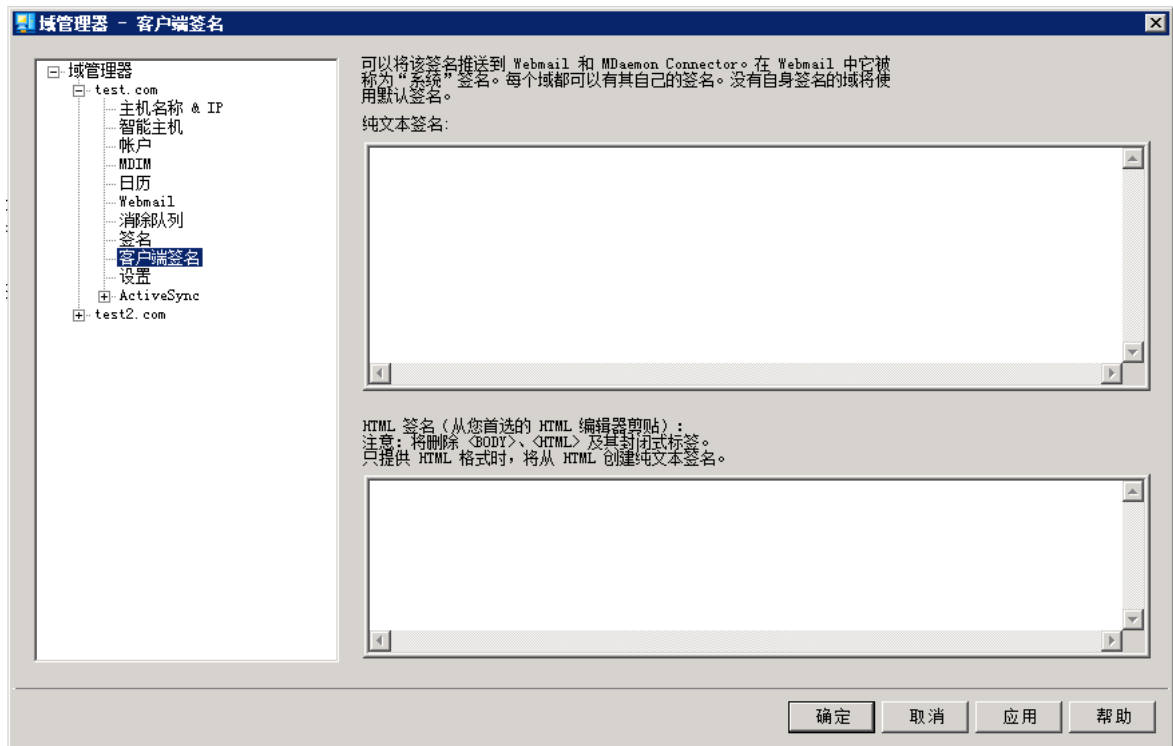 域管理器 - 客户端签名
域管理器
test.com
主机名称 & IP
智能主机
帐户
MDIM
日历
Webmail
消除队列
签名
客户端签名
设置
ActiveSync
test2.com
可以将该签名推送到 Webmail 和 MDaemon Connector。在 Webmail 中它被
称为“系统”签名。每个域都可以有其自己的签名。没有自身签名的域将使
用默认签名。
纯文本签名:
HTML 签名（从您首选的 HTML 编辑器剪贴）:
注意: 将删除 <BODY>、<HTML> 及其封闭式标签。
只提供 HTML 格式时，将从 HTML 创建纯文本签名。
确定
取消
应用
帮助